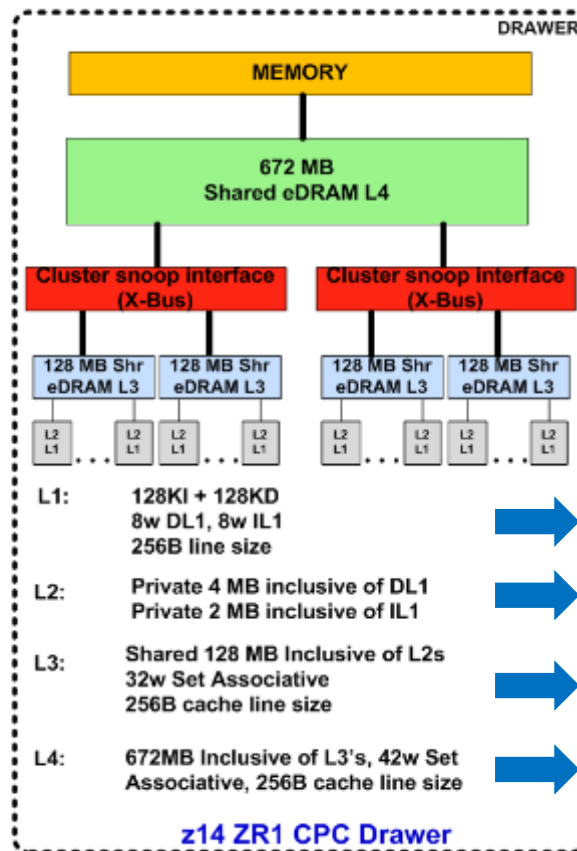 DRAWER
MEMORY
672 MB
Shared eDRAM L4
Cluster snoop interface
(X-Bus)
Cluster snoop interface
(X-Bus)
128 MB Shr
eDRAM L3
128 MB Shr
eDRAM L3
128 MB Shr
eDRAM L3
128 MB Shr
eDRAM L3
L2
L1
...
L2
L1
L2
L1
...
L2
L1
L2
L1
...
L2
L1
L2
L1
...
L2
L1
L1: 128KI + 128KD
8w DL1, 8w IL1
256B line size
L2: Private 4 MB inclusive of DL1
Private 2 MB inclusive of IL1
L3: Shared 128 MB Inclusive of L2s
32w Set Associative
256B cache line size
L4: 672MB Inclusive of L3's, 42w Set
Associative, 256B cache line size
z14 ZR1 CPC Drawer